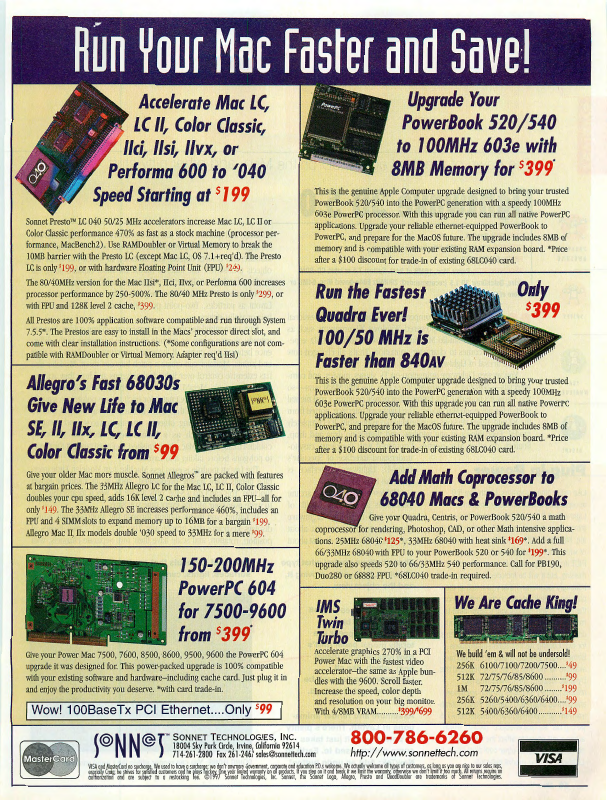 Run Your Mac Faster and Save!
Accelerate Mac LC,
LC II, Color Classic,
IIci, IIsi, IIvx, or
Performa 600 to '040
Speed Starting at $199
Sonnet Presto™ LC 040 50/25 MHz accelerators increase Mac LC, LC II or
Color Classic performance 470% as fast as a stock machine (processor per-
formance, MacBench2). Use RAMDoubler or Virtual Memory to break the
10MB barrier with the Presto LC (except Mac LC, OS 7.1+req'd). The Presto
LC is only $199, or with hardware Floating Point Unit (FPU)
The 80/40MHz version for the Mac IIsi*, IIci, IIvx, or Performa 600 increases
processor performance by 250-500%. The 80/40 MHz Presto is only $299, or
with FPU and 128K level 2 cache, $399.
All Prestos are 100% application software compatible and run through System
7.5.5*. The Prestos are easy to install in the Macs' processor direct slot, and
come with clear installation instructions. (*Some configurations are not com-
patible with RAMDoubler or Virtual Memory. Adapter req'd IIsi)
Allegro's Fast 68030s
Give New Life to Mac
SE, II, IIx, LC, LC II,
Color Classic from $99
Give your older Mac more muscle. Sonnet Allegros™ are packed with features
at bargain prices. The 33MHz Allegro LC for the Mac LC, LC II, Color Classic
doubles your cpu speed, adds 16K level 2 cache and includes an FPU–all for
only $149. The 33MHz Allegro SE increases performance 460%, includes an
FPU and 4 SIMM slots to expand memory up to 16MB for a bargain $199.
Allegro Mac II, IIx models double '030 speed to 33MHz for a mere $99.
150-200MHz
PowerPC 604
for 7500-9600
from $399*
Give your Power Mac 7500, 7600, 8500, 8600, 9500, 9600 the PowerPC 604
upgrade it was designed for. This power-packed upgrade is 100% compatible
with your existing software and hardware–including cache card. Just plug it in
and enjoy the productivity you deserve. *with card trade-in.
Wow! 100BaseTx PCI Ethernet....Only $99
PowerPC
Upgrade Your
PowerBook 520/540
to 100MHz 603e with
8MB Memory for $399*
This is the genuine Apple Computer upgrade designed to bring your trusted
PowerBook 520/540 into the PowerPC generation with a speedy 100MHz
603e PowerPC processor. With this upgrade you can run all native PowerPC
applications. Upgrade your reliable ethernet-equipped PowerBook to
PowerPC, and prepare for the MacOS future. The upgrade includes 8MB of
memory and is compatible with your existing RAM expansion board. *Price
after a $100 discount for trade-in of existing 68LC040 card.
Run the Fastest
Quadra Ever!
100/50 MHz is
Faster than 840AV
Only
$399
This is the genuine Apple Computer upgrade designed to bring your trusted
PowerBook 520/540 into the PowerPC generation with a speedy 100MHz
603e PowerPC processor. With this upgrade you can run all native PowerPC
applications. Upgrade your reliable ethernet-equipped PowerBook to
PowerPC, and prepare for the MacOS future. The upgrade includes 8MB of
memory and is compatible with your existing RAM expansion board. *Price
after a $100 discount for trade-in of existing 68LC040 card.
040
Add Math Coprocessor to
68040 Macs & PowerBooks
Give your Quadra, Centris, or PowerBook 520/540 a math
coprocessor for rendering, Photoshop, CAD, or other Math intensive applica-
tions. 25MHz 68040 $125*. 33MHz 68040 with heat sink $169*. Add a full
66/33MHz 68040 with FPU to your PowerBook 520 or 540 for $199*. This
upgrade also speeds 520 to 66/33MHz 540 performance. Call for PB190,
Duo280 or 68882 FPU. *68LC040 trade-in required.
IMS
Twin
Turbo
Accelerate graphics 270% in a PCI
Power Mac with the fastest video
accelerator–the same as Apple bun-
dles with the 9600. Scroll faster.
Increase the speed, color depth
and resolution on your big monitor.
With 4/8MB VRAM........$399/$699
We Are Cache King!
We build 'em & will not be undersold!
256K 6100/7100/7200/7500....$49
512K 72/75/76/85/8600..........$99
1M 72/75/76/85/8600..........$199
256K 5260/5400/6360/6400....$99
512K 5400/6360/6400..........$149
MasterCard
SONNET
SONNET TECHNOLOGIES, INC.
18004 Sky Park Circle, Irvine, California 92614
714-261-2800 Fax 261-2461 sales@sonnettech.com
800-786-6260
http://www.sonnettech.com
VISA